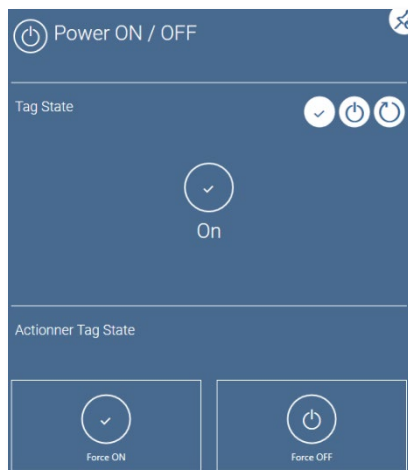 Power ON / OFF
Tag State
On
Actionner Tag State
Force ON
Force OFF